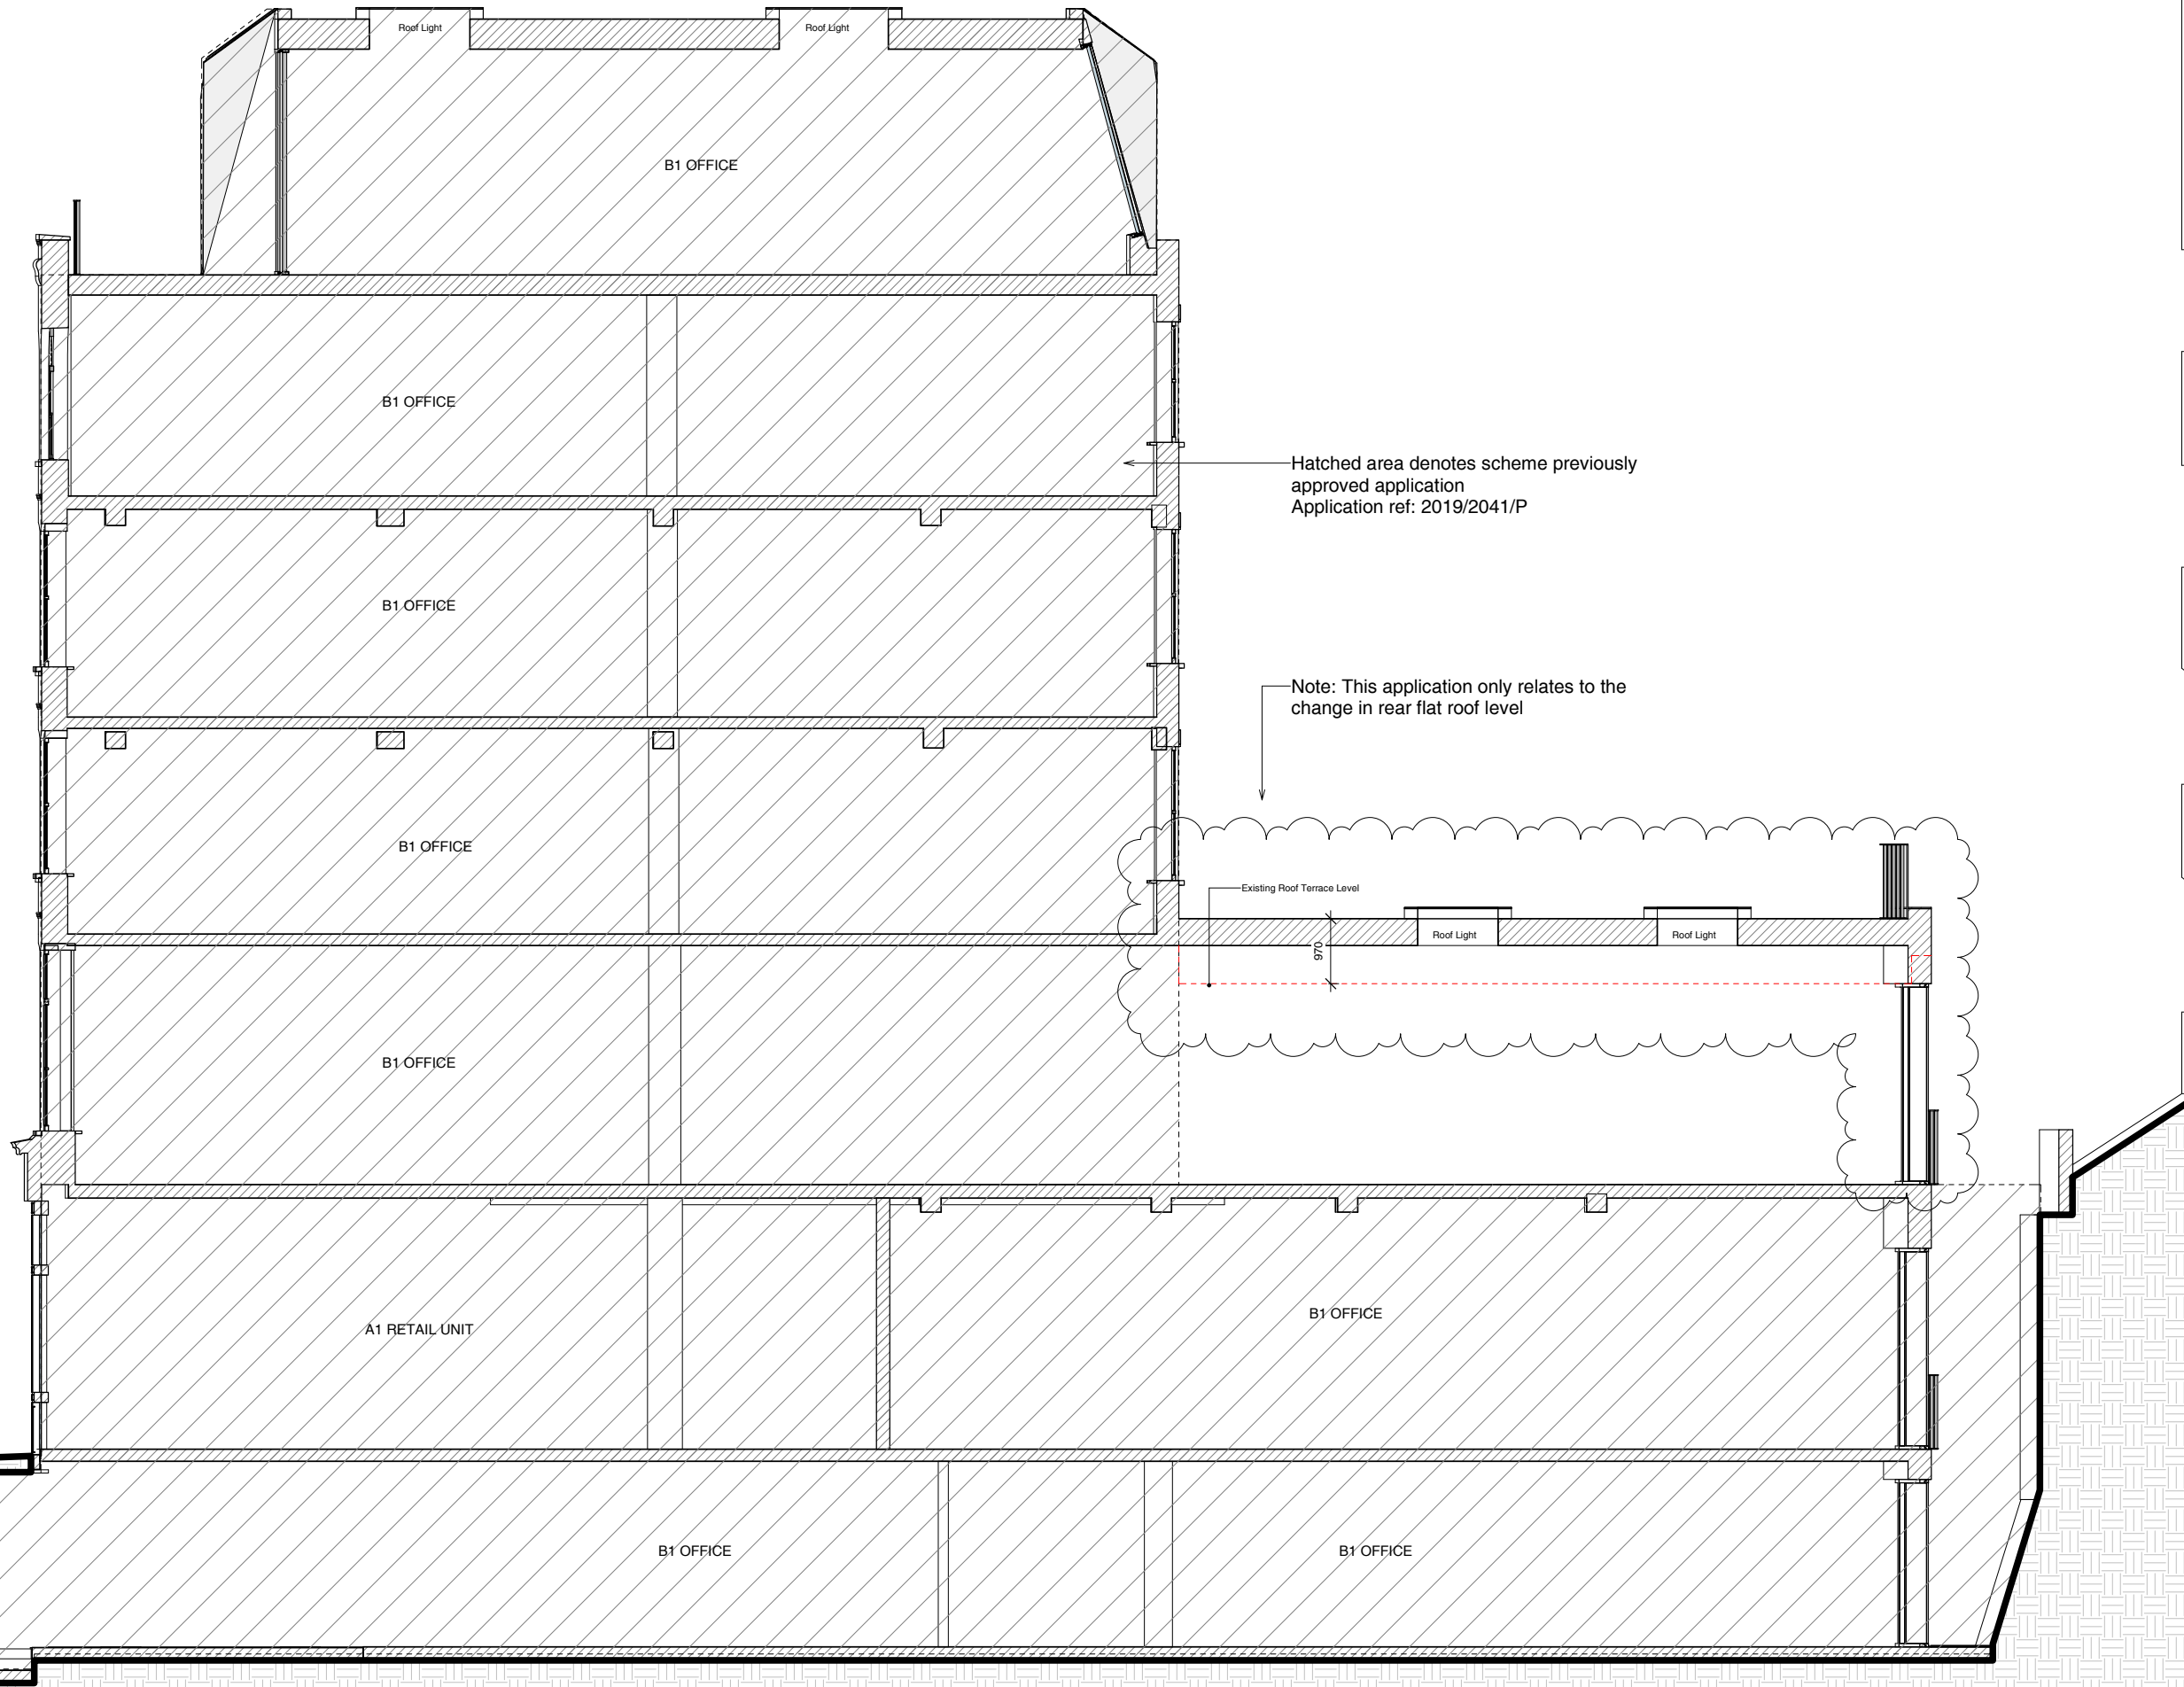 Roof Light
Roof Light
B1 OFFICE
B1 OFFICE
Hatched area denotes scheme previously
approved application
Application ref: 2019/2041/P
B1 OFFICE
Note: This application only relates to the
change in rear flat roof level
B1 OFFICE
Existing Roof Terrace Level
Roof Light
Roof Light
970
B1 OFFICE
A1 RETAIL UNIT
B1 OFFICE
B1 OFFICE
B1 OFFICE